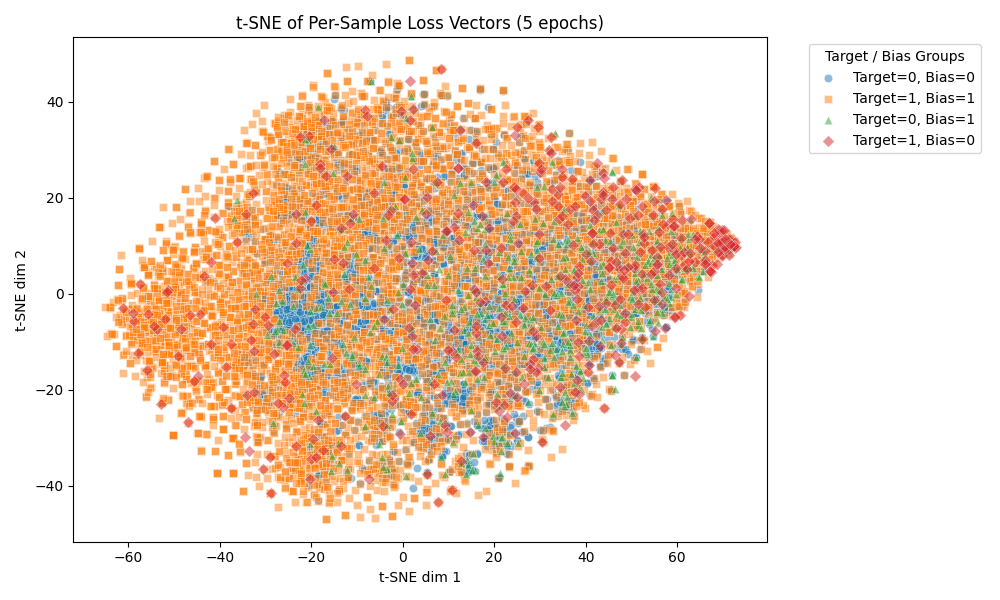 t-SNE of Per-Sample Loss Vectors (5 epochs)
Target / Bias Groups
Target=0, Bias=0
Target=1, Bias=1
Target=0, Bias=1
Target=1, Bias=0
t-SNE dim 2
40
20
0
−20
−40
−60 −40 −20 0 20 40 60
t-SNE dim 1